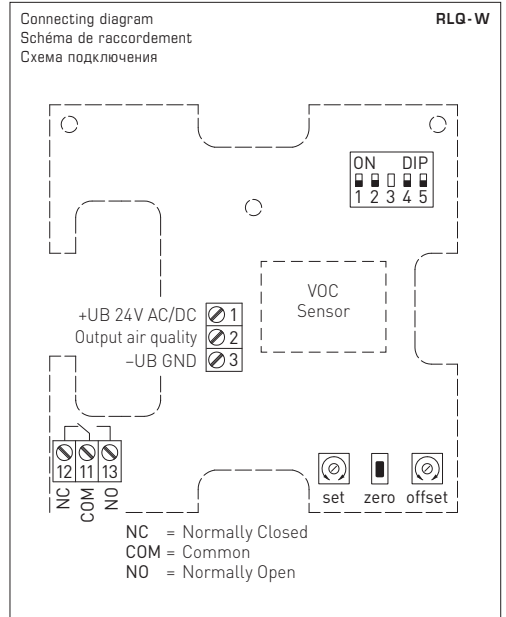 Connecting diagram
RLQ-W
Schéma de raccordement
Схема подключения
ON DIP
1 2 3 4 5
VOC
Sensor
+UB 24V AC/DC 1
Output air quality 2
–UB GND 3
12 11 13
NC COM NO
set zero offset
NC = Normally Closed
COM = Common
NO = Normally Open